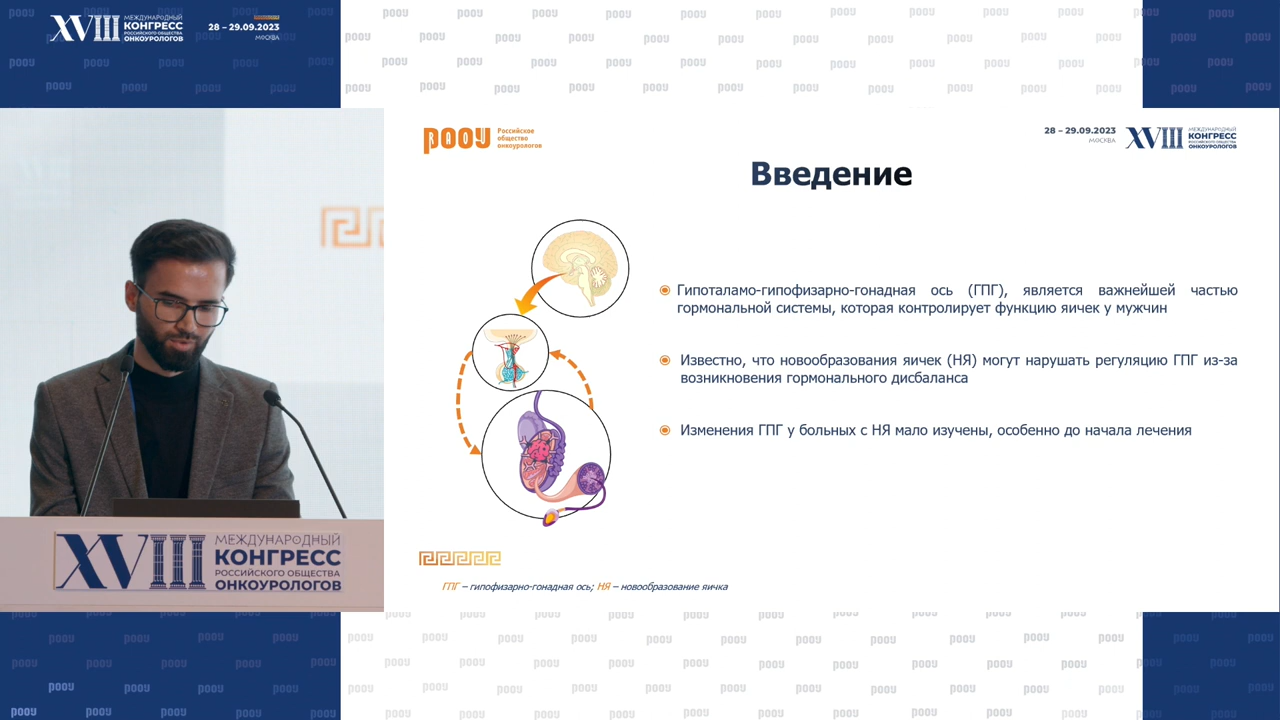 XVIII МЕЖДУНАРОДНЫЙ
КОНГРЕСС
РОССИЙСКОГО ОБЩЕСТВА
ОНКОУРОЛОГОВ
28 – 29.09.2023
МОСКВА
РООУ Российское
общество
онкоурологов
28 – 29.09.2023
МОСКВА
XVIII МЕЖДУНАРОДНЫЙ
КОНГРЕСС
РОССИЙСКОГО ОБЩЕСТВА
ОНКОУРОЛОГОВ
Введение
Гипоталамо-гипофизарно-гонадная ось (ГПГ), является важнейшей частью
гормональной системы, которая контролирует функцию яичек у мужчин
Известно, что новообразования яичек (НЯ) могут нарушать регуляцию ГПГ из-за
возникновения гормонального дисбаланса
Изменения ГПГ у больных с НЯ мало изучены, особенно до начала лечения
ГПГ – гипофизарно-гонадная ось; НЯ – новообразование яичка
XVIII МЕЖДУНАРОДНЫЙ
КОНГРЕСС
РОССИЙСКОГО ОБЩЕСТВА
ОНКОУРОЛОГОВ